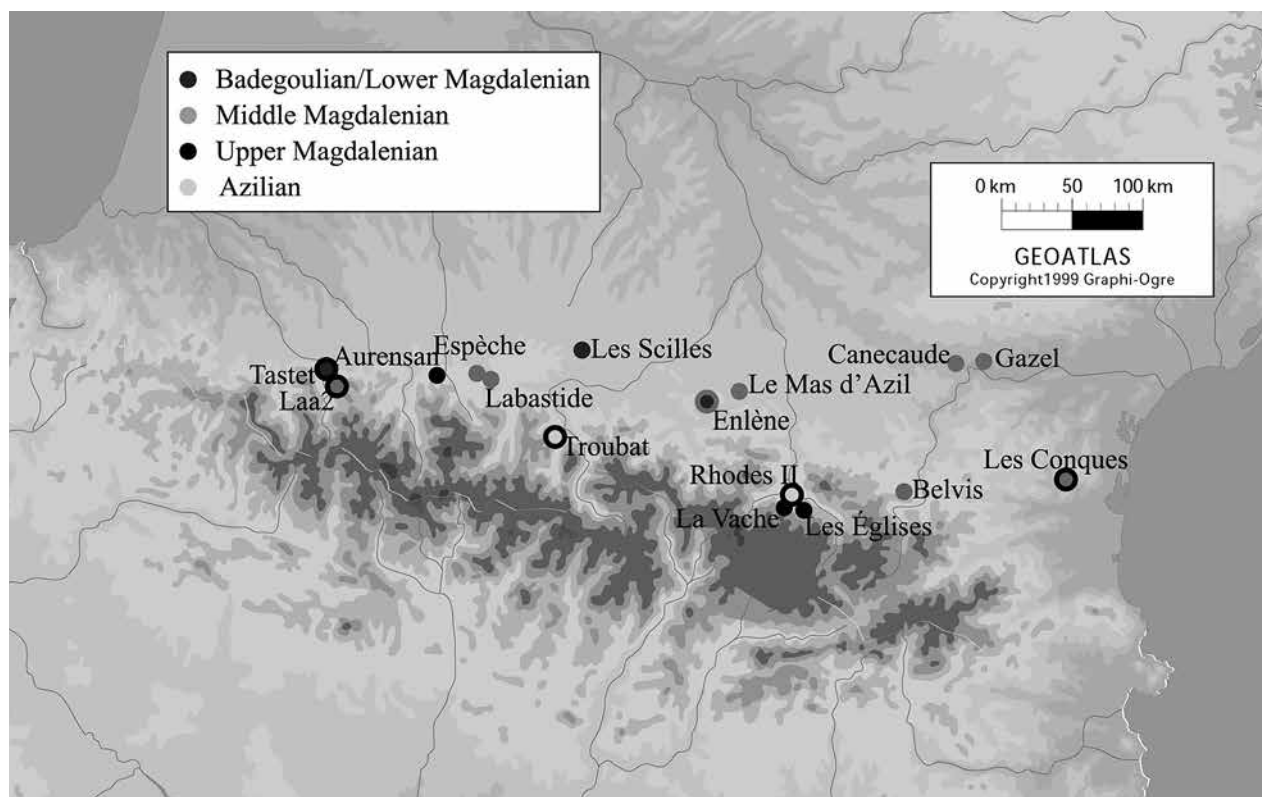 Badegoulian/Lower Magdalenian
Middle Magdalenian
Upper Magdalenian
Azilian
0 km 50 100 km
GEOATLAS
Copyright1999 Graphi-Ogre
Aurensan
Espèche
Les Scilles
Canecaude
Gazel
Tastet
Laa2
Labastide
Le Mas d’Azil
Enlène
Troubat
Les Conques
Rhodes II
Belvis
La Vache
Les Églises